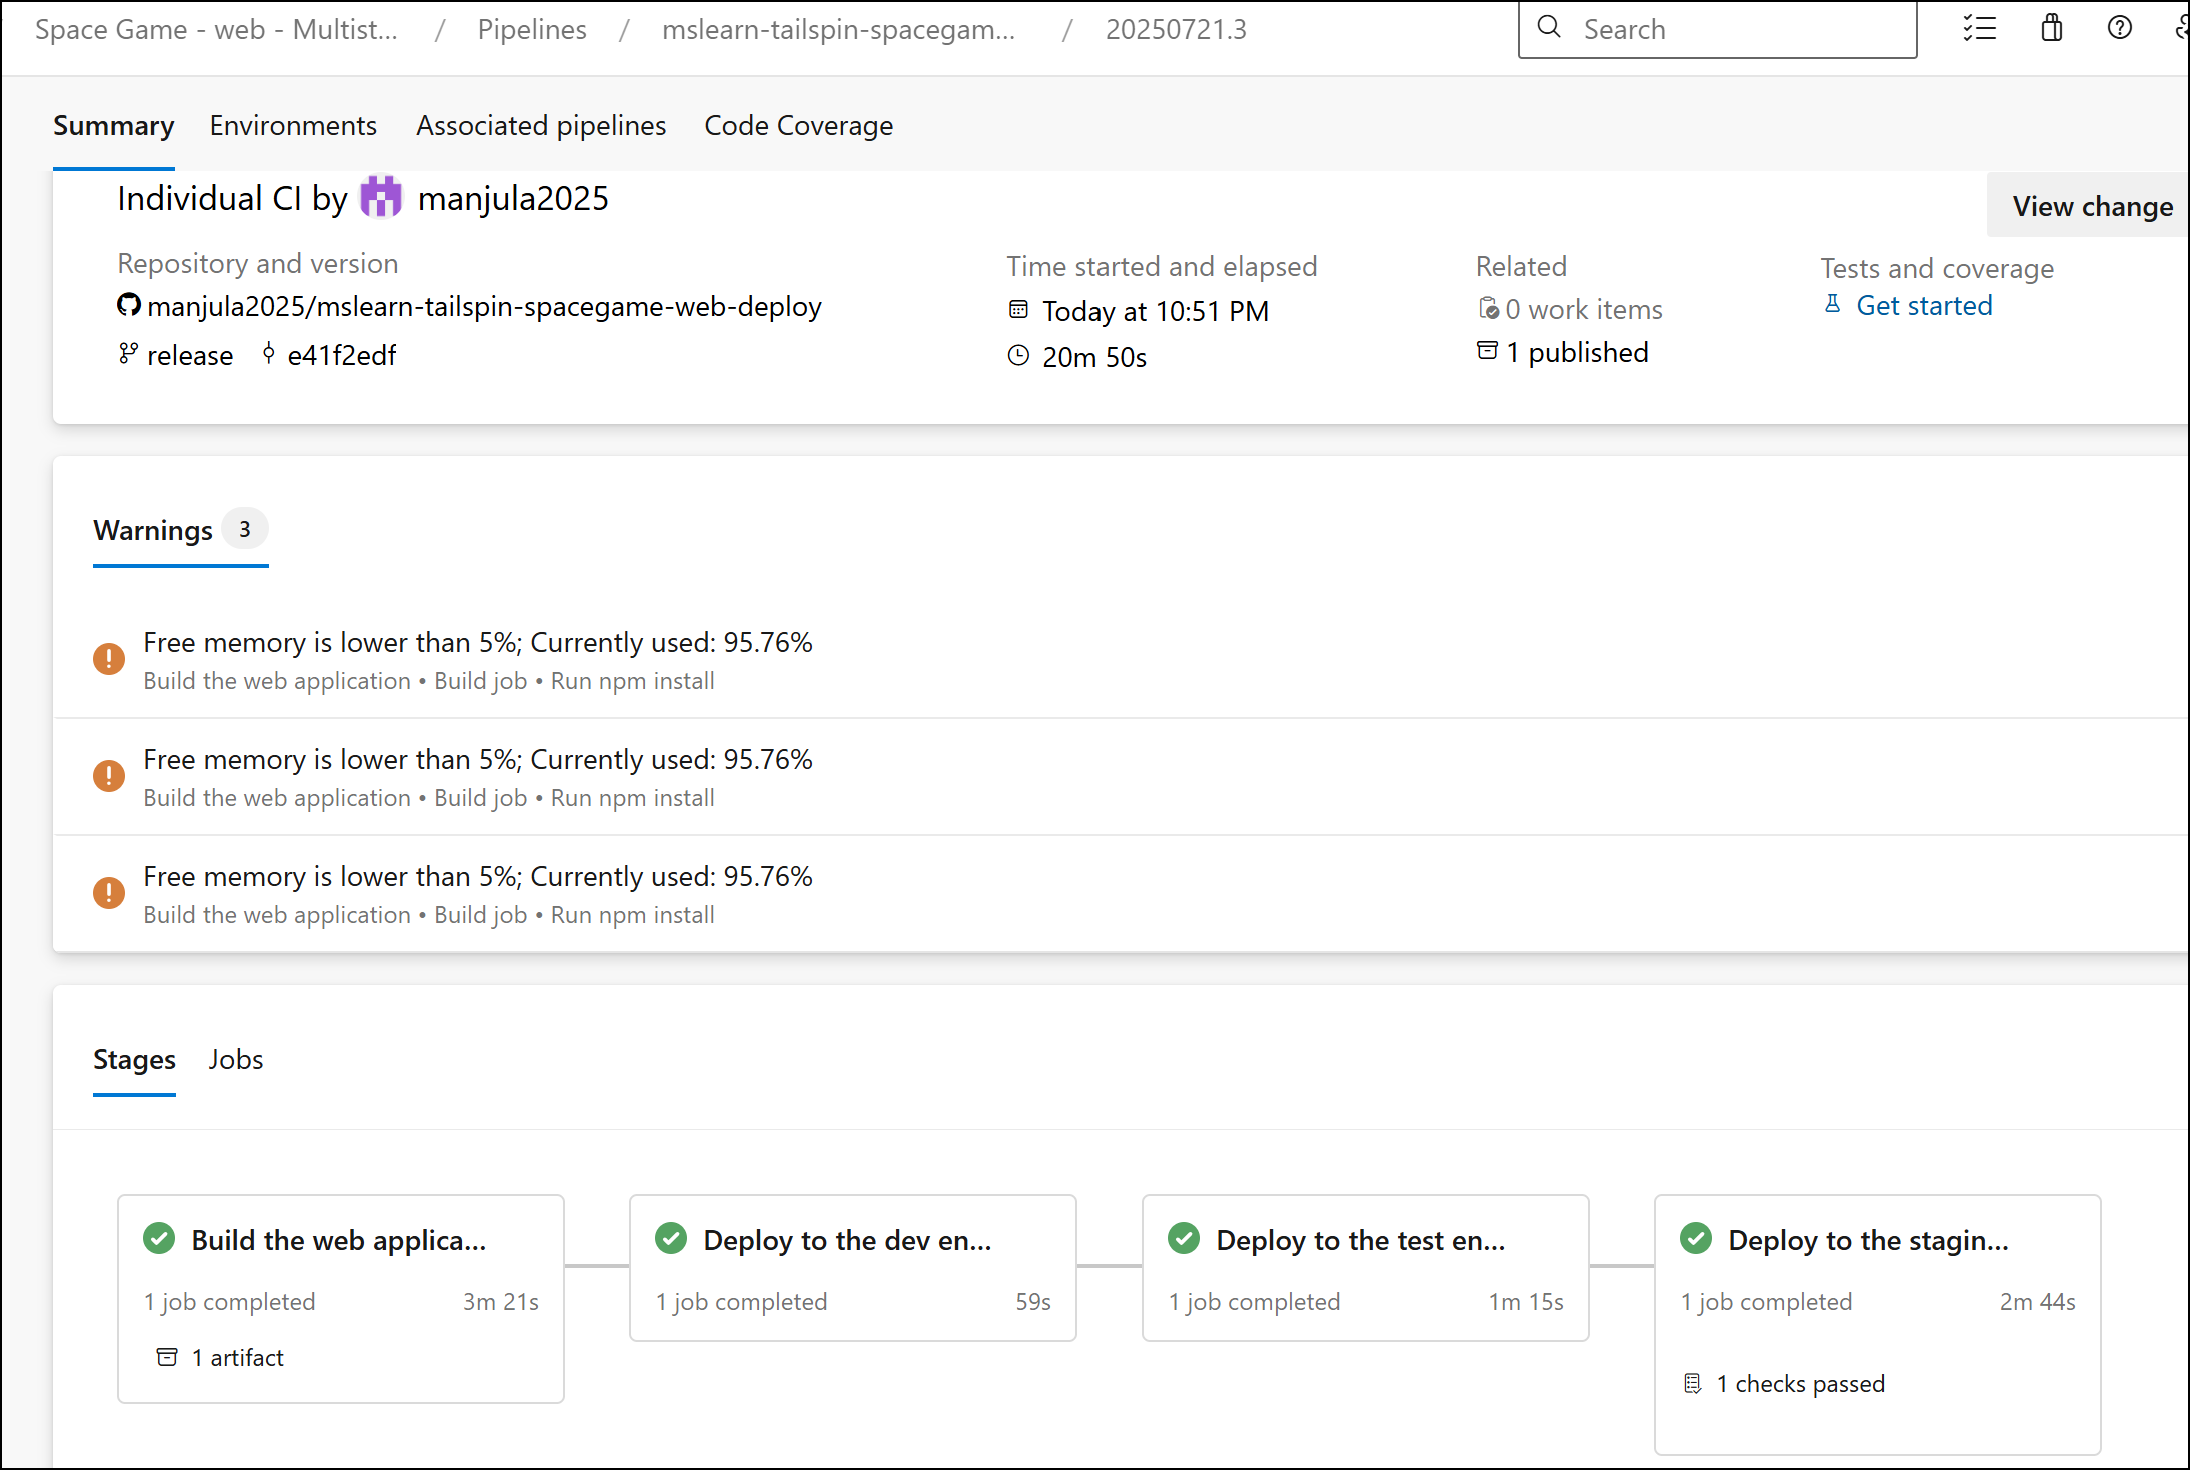 Space Game - web - Multist... / Pipelines / mslearn-tailspin-spacegam... / 20250721.3
Search
Summary Environments Associated pipelines Code Coverage
Individual CI by manjula2025
View change
Repository and version
manjula2025/mslearn-tailspin-spacegame-web-deploy
release e41f2edf
Time started and elapsed
Today at 10:51 PM
20m 50s
Related
0 work items
1 published
Tests and coverage
Get started
Warnings 3
Free memory is lower than 5%; Currently used: 95.76%
Build the web application • Build job • Run npm install
Free memory is lower than 5%; Currently used: 95.76%
Build the web application • Build job • Run npm install
Free memory is lower than 5%; Currently used: 95.76%
Build the web application • Build job • Run npm install
Stages Jobs
Build the web applica...
1 job completed 3m 21s
1 artifact
Deploy to the dev en...
1 job completed 59s
Deploy to the test en...
1 job completed 1m 15s
Deploy to the stagin...
1 job completed 2m 44s
1 checks passed